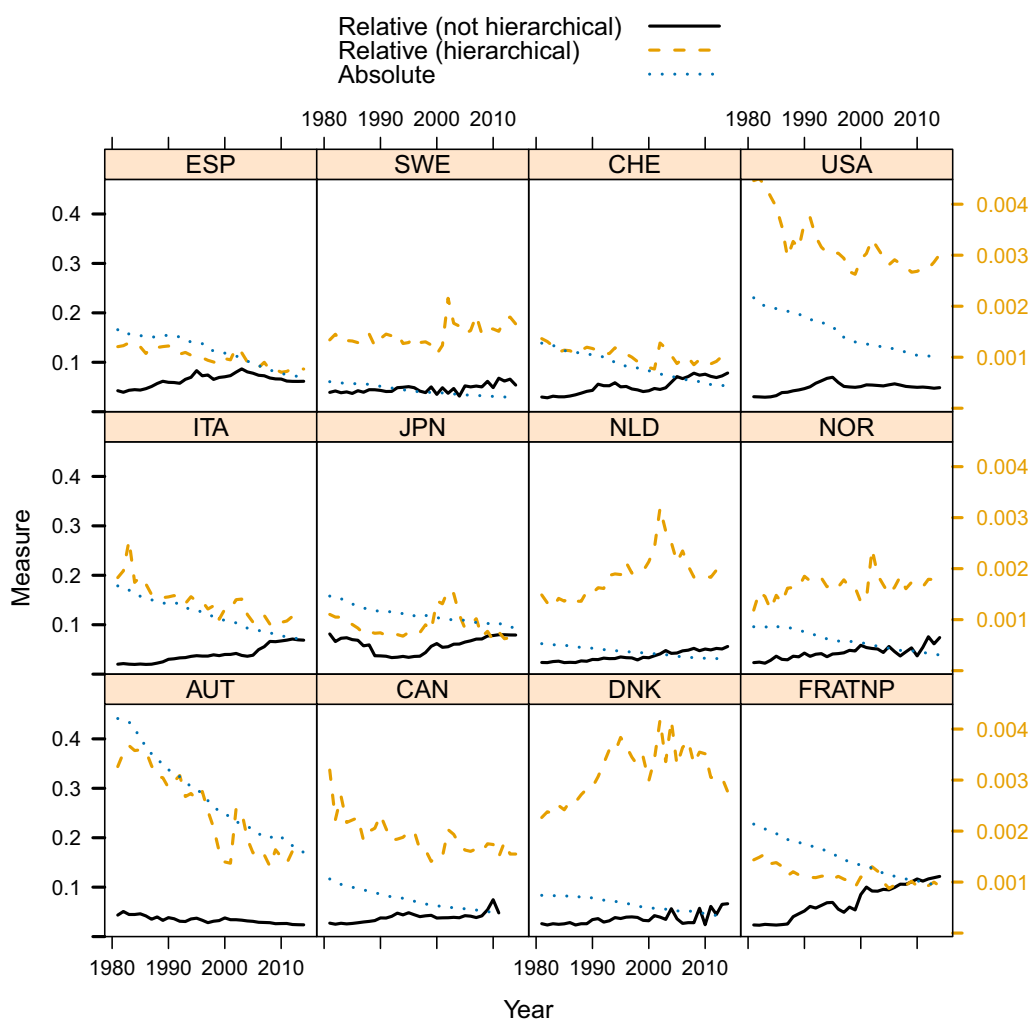 Relative (not hierarchical)
Relative (hierarchical)
Absolute
1980 1990 2000 2010 1980 1990 2000 2010
ESP SWE CHE USA
0.4 0.004
0.3 0.003
0.2 0.002
0.1 0.001
ITA JPN NLD NOR
0.4 0.004
0.3 0.003
0.2 0.002
0.1 0.001
Measure
AUT CAN DNK FRATNP
0.4 0.004
0.3 0.003
0.2 0.002
0.1 0.001
1980 1990 2000 2010 1980 1990 2000 2010
Year